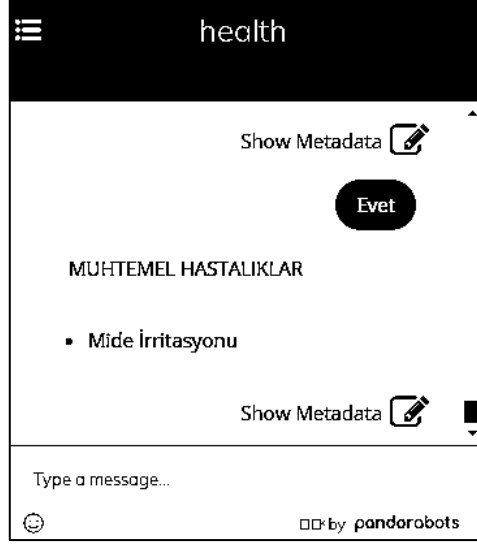 health
Show Metadata
Evet
MUHTEMEL HASTALIKLAR
• Mide İrritasyonu
Show Metadata
Type a message...
by pandorabots